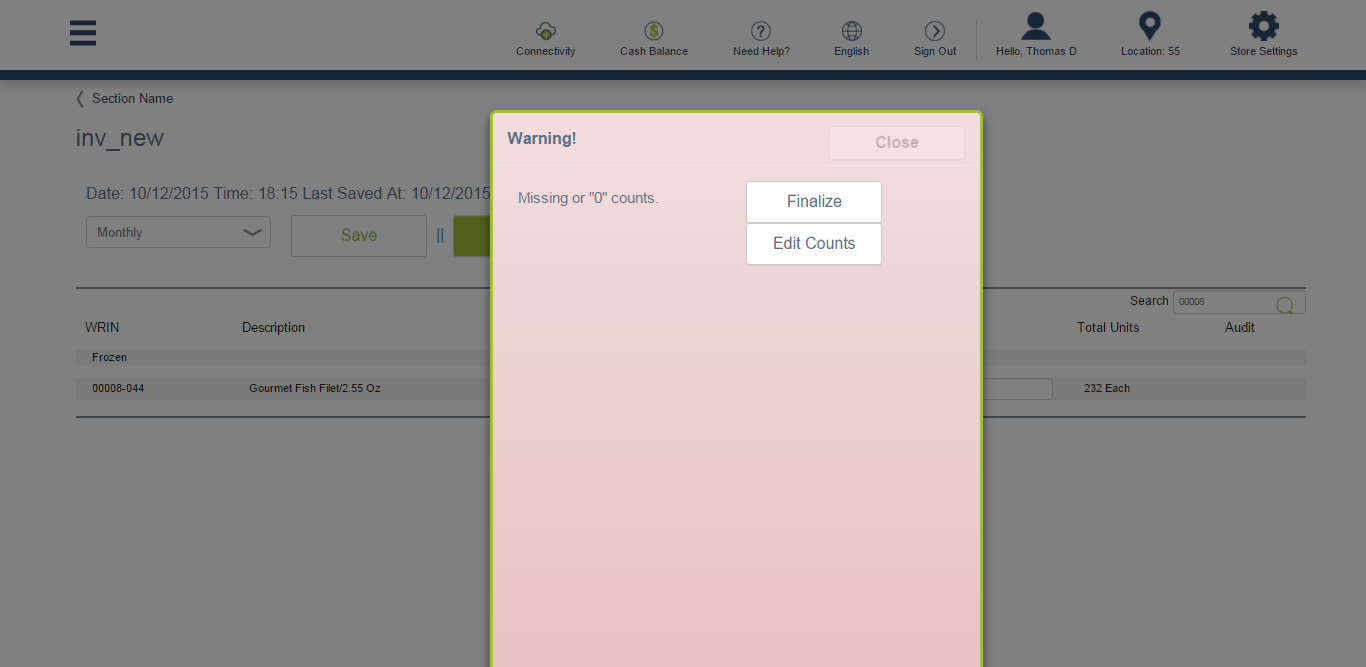 Connectivity
Cash Balance
Need Help?
English
Sign Out
Hello, Thomas D
Location: 55
Store Settings
Section Name
inv_new
Date: 10/12/2015 Time: 18:15 Last Saved At: 10/12/2015
Monthly
Save
||
Warning!
Close
Missing or "0" counts.
Finalize
Edit Counts
Search
00008
WRIN Description Total Units Audit
Frozen
00008-044 Gourmet Fish Filet/2.55 Oz 232 Each